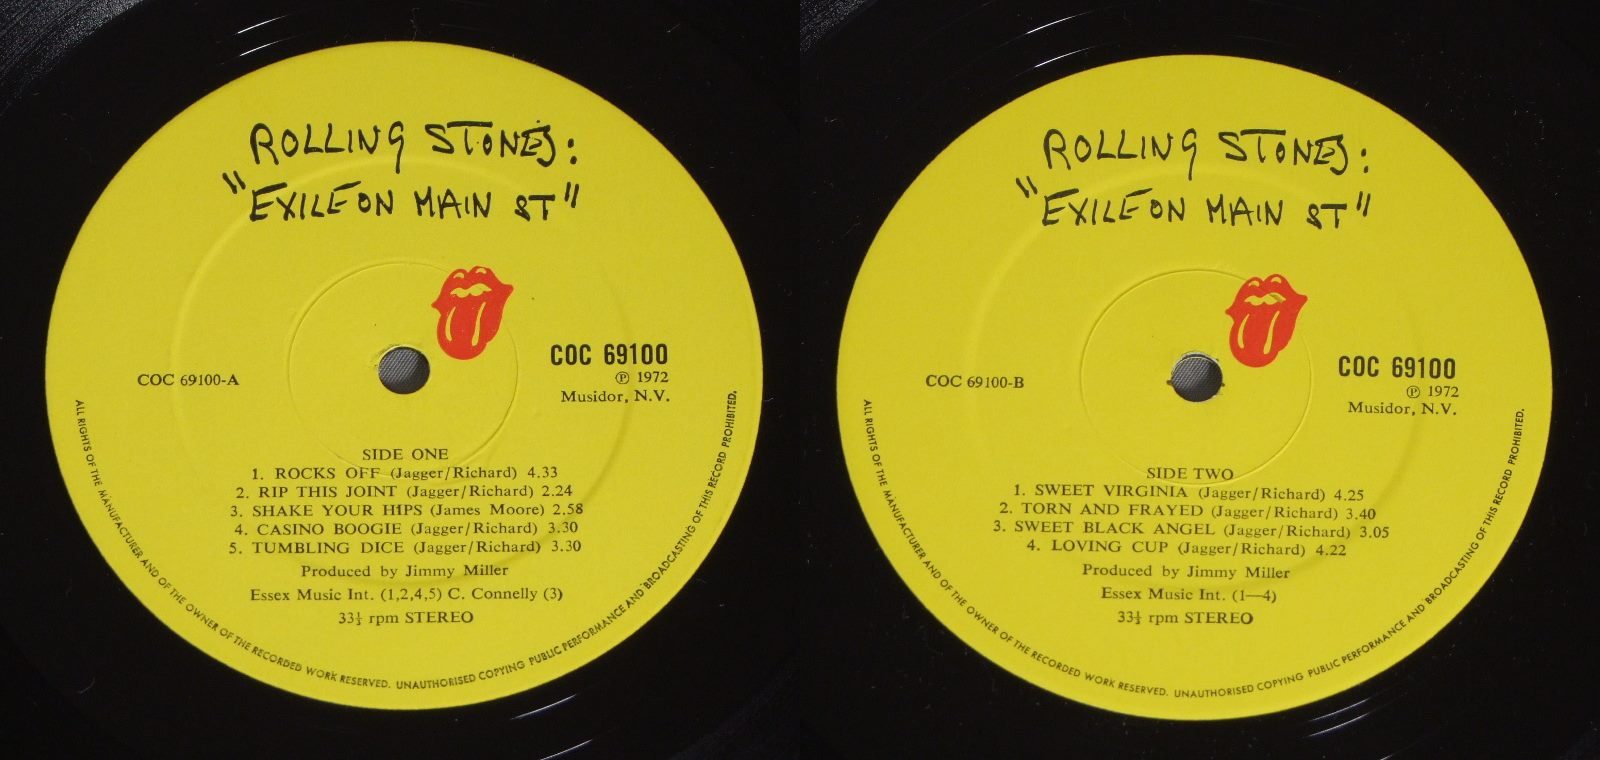 ROLLING STONES:
"EXILE ON MAIN ST"
COC 69100-A
COC 69100
℗ 1972
Musidor, N.V.
SIDE ONE
1. ROCKS OFF (Jagger/Richard) 4.33
2. RIP THIS JOINT (Jagger/Richard) 2.24
3. SHAKE YOUR HIPS (James Moore) 2.58
4. CASINO BOOGIE (Jagger/Richard) 3.30
5. TUMBLING DICE (Jagger/Richard) 3.30
Produced by Jimmy Miller
Essex Music Int. (1,2,4,5) C. Connelly (3)
33⅓ rpm STEREO
ALL RIGHTS OF THE MANUFACTURER AND OF THE OWNER OF THE RECORDED WORK RESERVED. UNAUTHORISED COPYING PUBLIC PERFORMANCE AND BROADCASTING OF THIS RECORD PROHIBITED.
ROLLING STONES:
"EXILE ON MAIN ST"
COC 69100-B
COC 69100
℗ 1972
Musidor, N.V.
SIDE TWO
1. SWEET VIRGINIA (Jagger/Richard) 4.25
2. TORN AND FRAYED (Jagger/Richard) 3.40
3. SWEET BLACK ANGEL (Jagger/Richard) 3.05
4. LOVING CUP (Jagger/Richard) 4.22
Produced by Jimmy Miller
Essex Music Int. (1—4)
33⅓ rpm STEREO
ALL RIGHTS OF THE MANUFACTURER AND OF THE OWNER OF THE RECORDED WORK RESERVED. UNAUTHORISED COPYING PUBLIC PERFORMANCE AND BROADCASTING OF THIS RECORD PROHIBITED.